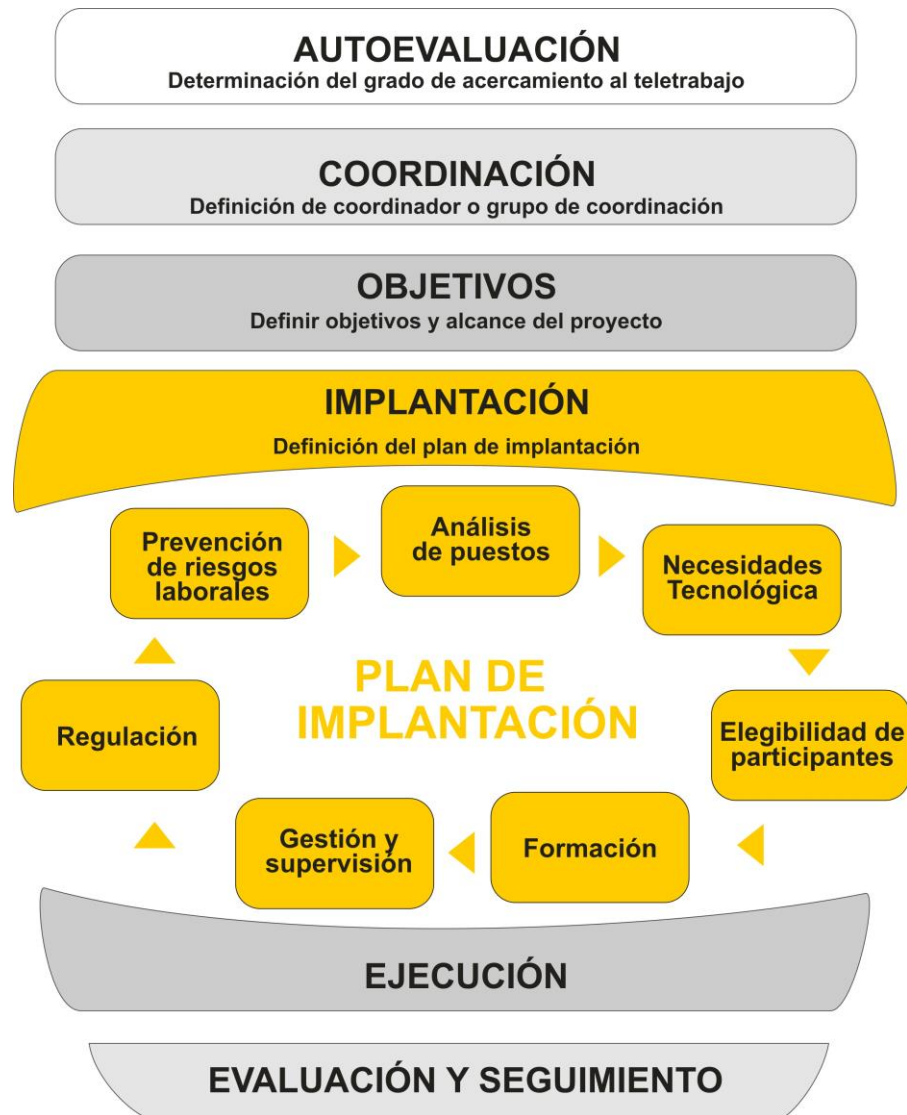 AUTOEVALUACIÓN
Determinación del grado de acercamiento al teletrabajo
COORDINACIÓN
Definición de coordinador o grupo de coordinación
OBJETIVOS
Definir objetivos y alcance del proyecto
IMPLANTACIÓN
Definición del plan de implantación
Prevención
de riesgos
laborales
Análisis
de puestos
Necesidades
Tecnológica
PLAN DE
IMPLANTACIÓN
Regulación
Elegibilidad de
participantes
Gestión y
supervisión
Formación
EJECUCIÓN
EVALUACIÓN Y SEGUIMIENTO